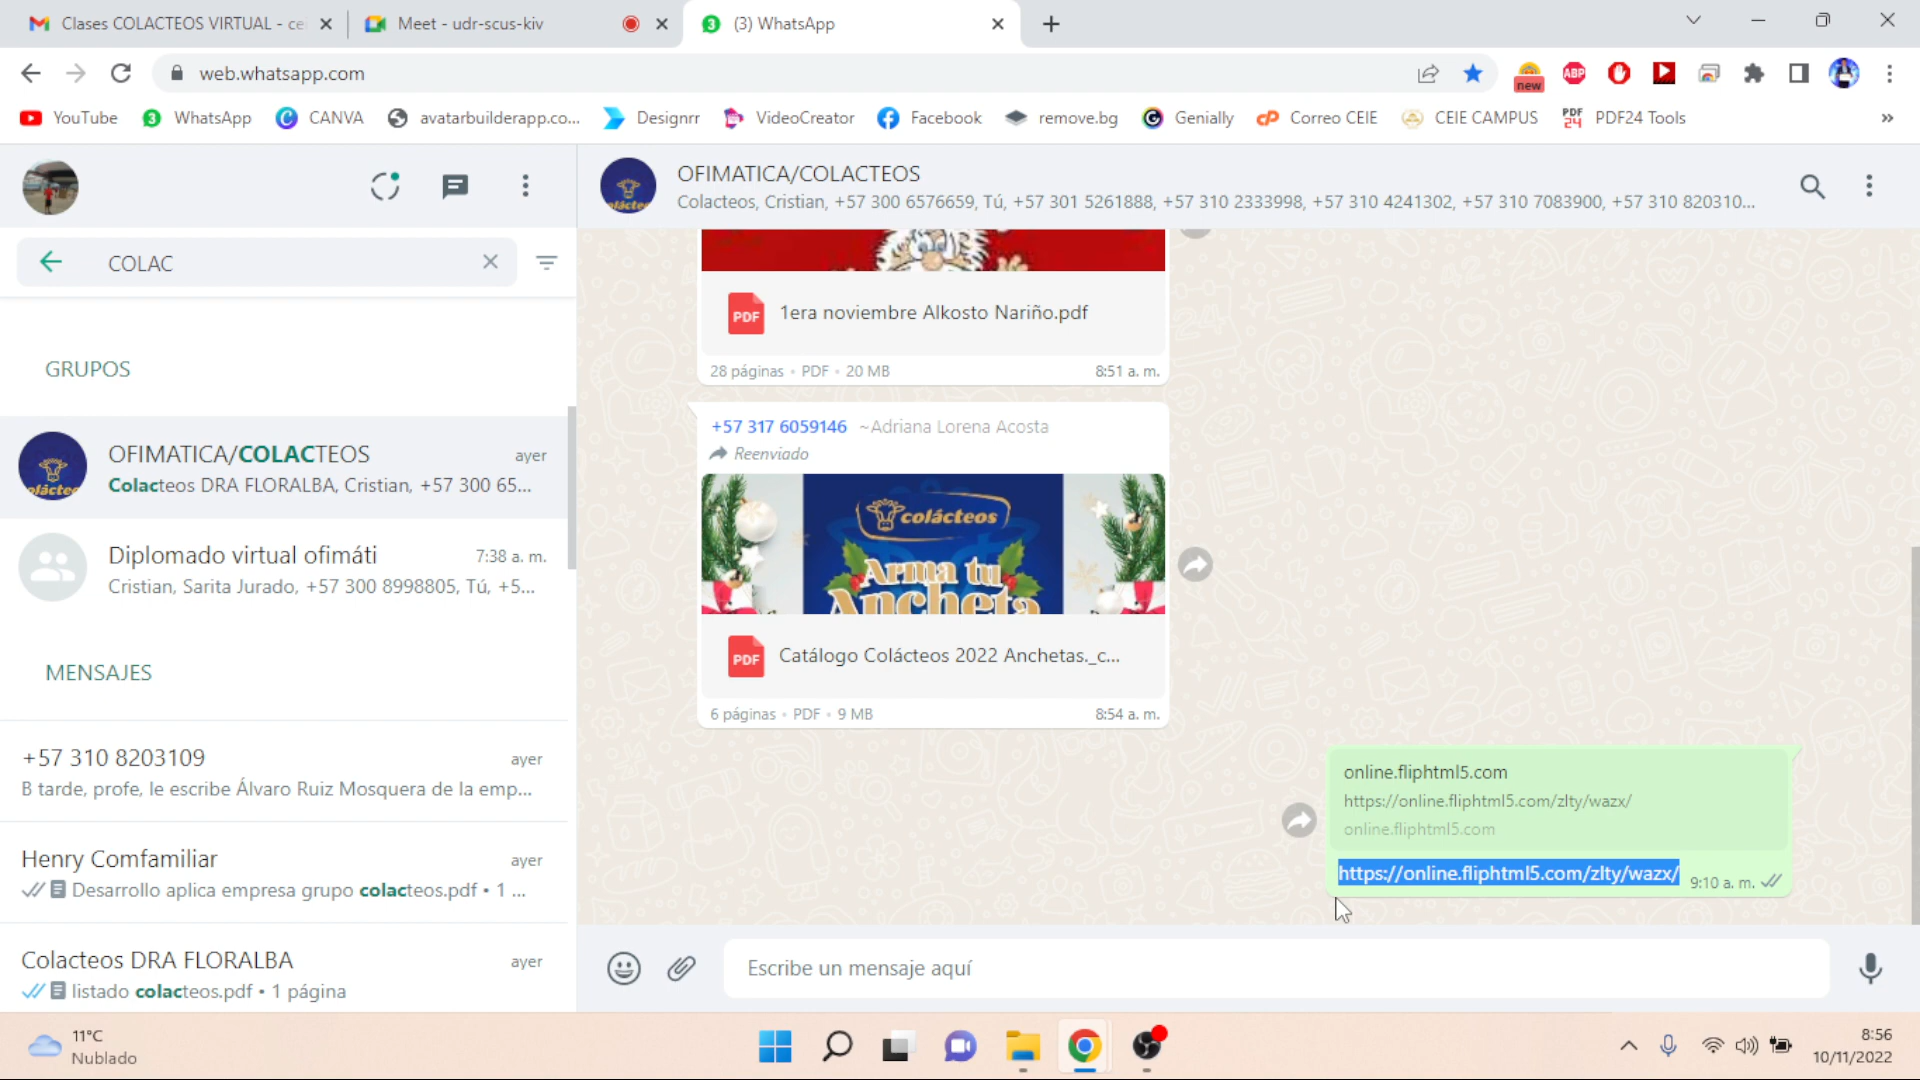 Clases COLACTEOS VIRTUAL - ce
Meet - udr-scus-kiv
(3) WhatsApp
web.whatsapp.com
new
ABP
YouTube
3
WhatsApp
CANVA
avatarbuilderapp.co...
Designrr
VideoCreator
Facebook
remove.bg
Genially
Correo CEIE
CEIE CAMPUS
PDF24 Tools
OFIMATICA/COLACTEOS
Colacteos, Cristian, +57 300 6576659, Tú, +57 301 5261888, +57 310 2333998, +57 310 4241302, +57 310 7083900, +57 310 820310...
COLAC
GRUPOS
OFIMATICA/COLACTEOS
ayer
Colacteos DRA FLORALBA, Cristian, +57 300 65...
Diplomado virtual ofimáti
7:38 a. m.
Cristian, Sarita Jurado, +57 300 8998805, Tú, +5...
MENSAJES
+57 310 8203109
ayer
B tarde, profe, le escribe Álvaro Ruiz Mosquera de la emp...
Henry Comfamiliar
ayer
Desarrollo aplica empresa grupo colacteos.pdf • 1 ...
Colacteos DRA FLORALBA
ayer
listado colacteos.pdf • 1 página
PDF
1era noviembre Alkosto Nariño.pdf
28 páginas • PDF • 20 MB
8:51 a. m.
+57 317 6059146 ~Adriana Lorena Acosta
Reenviado
colácteos
Arma tu
Ancheta
PDF
Catálogo Colácteos 2022 Anchetas._c...
6 páginas • PDF • 9 MB
8:54 a. m.
online.fliphtml5.com
https://online.fliphtml5.com/zlty/wazx/
online.fliphtml5.com
https://online.fliphtml5.com/zlty/wazx/
9:10 a. m.
Escribe un mensaje aquí
11°C
Nublado
8:56
10/11/2022